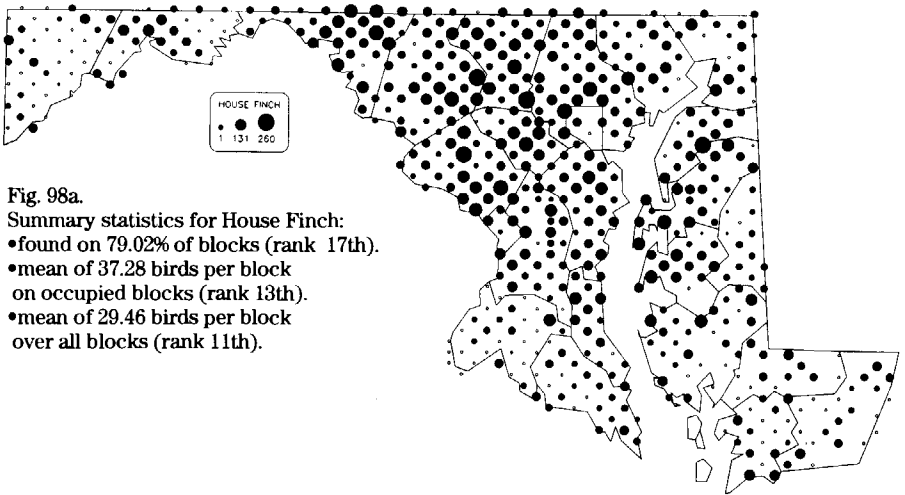 HOUSE FINCH
1 131 260
Fig. 98a.
Summary statistics for House Finch:
•found on 79.02% of blocks (rank 17th).
•mean of 37.28 birds per block
on occupied blocks (rank 13th).
•mean of 29.46 birds per block
over all blocks (rank 11th).